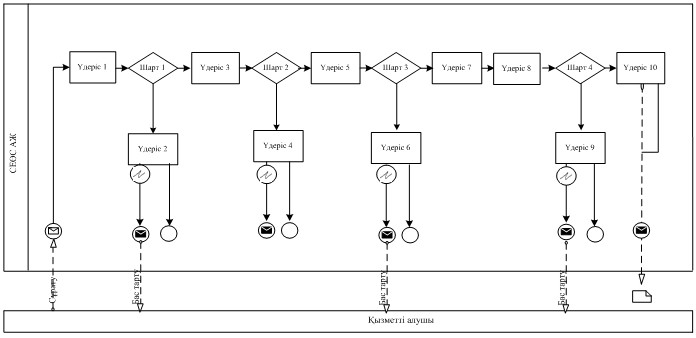 СЕОС АЖ
Үдеріс 1
Шарт 1
Үдеріс 3
Шарт 2
Үдеріс 5
Шарт 3
Үдеріс 7
Үдеріс 8
Шарт 4
Үдеріс 10
Үдеріс 2
Үдеріс 4
Үдеріс 6
Үдеріс 9
Сұрату
Бас тарту
Бас тарту
Бас тарту
Қызметті алушы